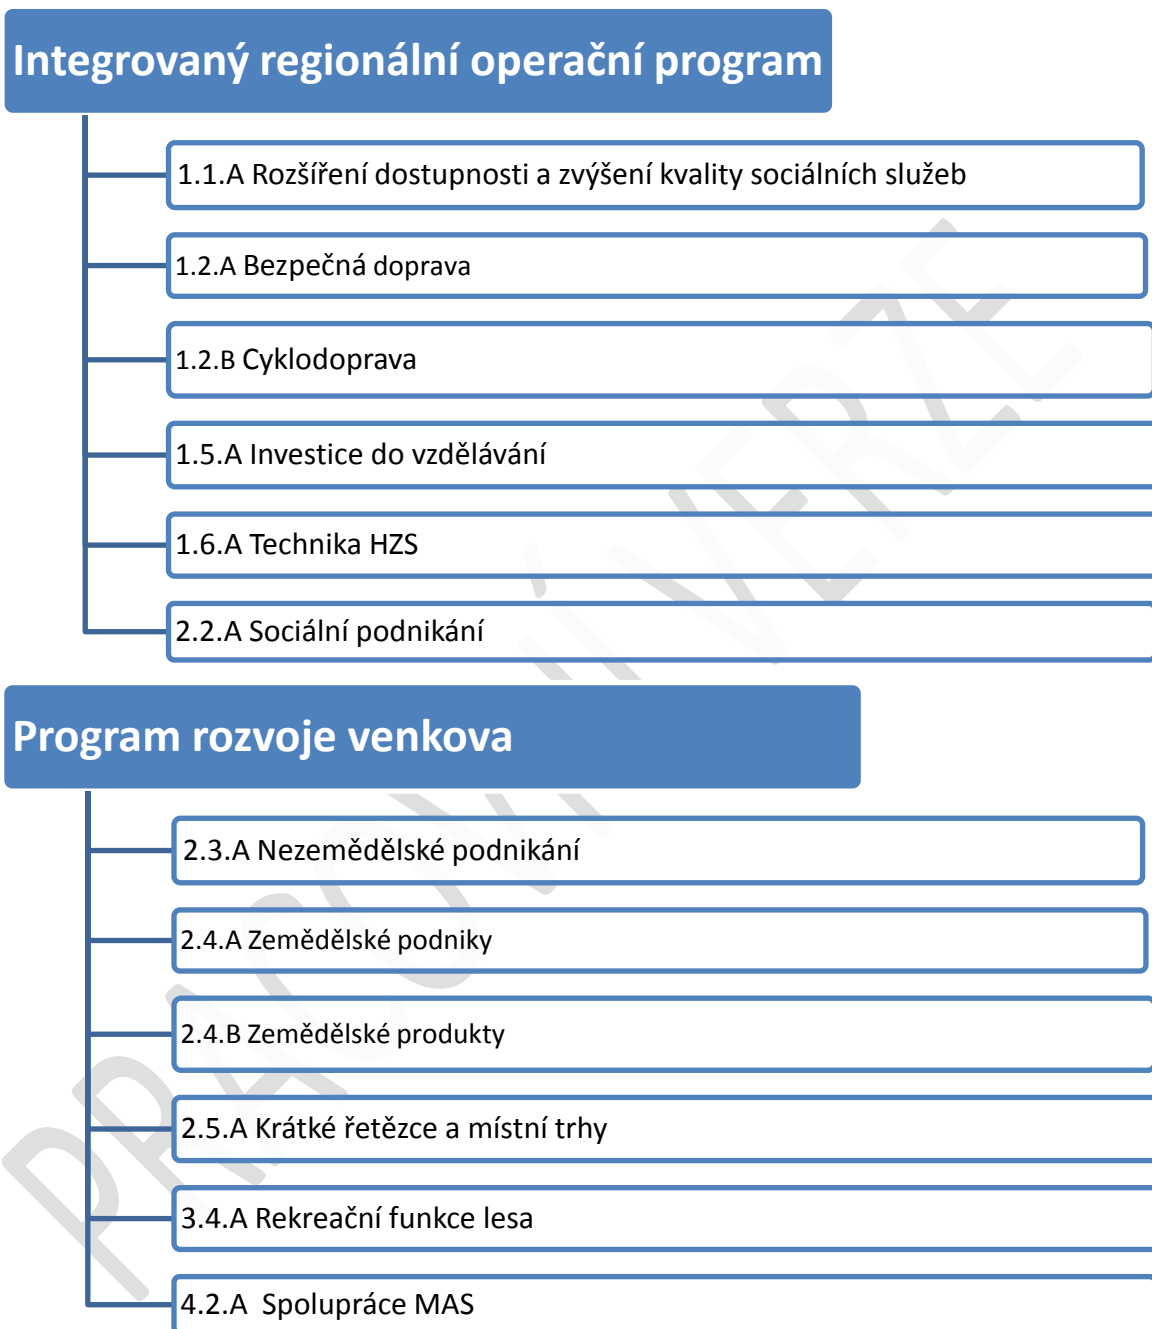 Integrovaný regionální operační program
1.1.A Rozšíření dostupnosti a zvýšení kvality sociálních služeb
1.2.A Bezpečná doprava
1.2.B Cyklodoprava
1.5.A Investice do vzdělávání
1.6.A Technika HZS
2.2.A Sociální podnikání
Program rozvoje venkova
2.3.A Nezemědělské podnikání
2.4.A Zemědělské podniky
2.4.B Zemědělské produkty
2.5.A Krátké řetězce a místní trhy
3.4.A Rekreační funkce lesa
4.2.A Spolupráce MAS
PRACOVNÍ VERZE